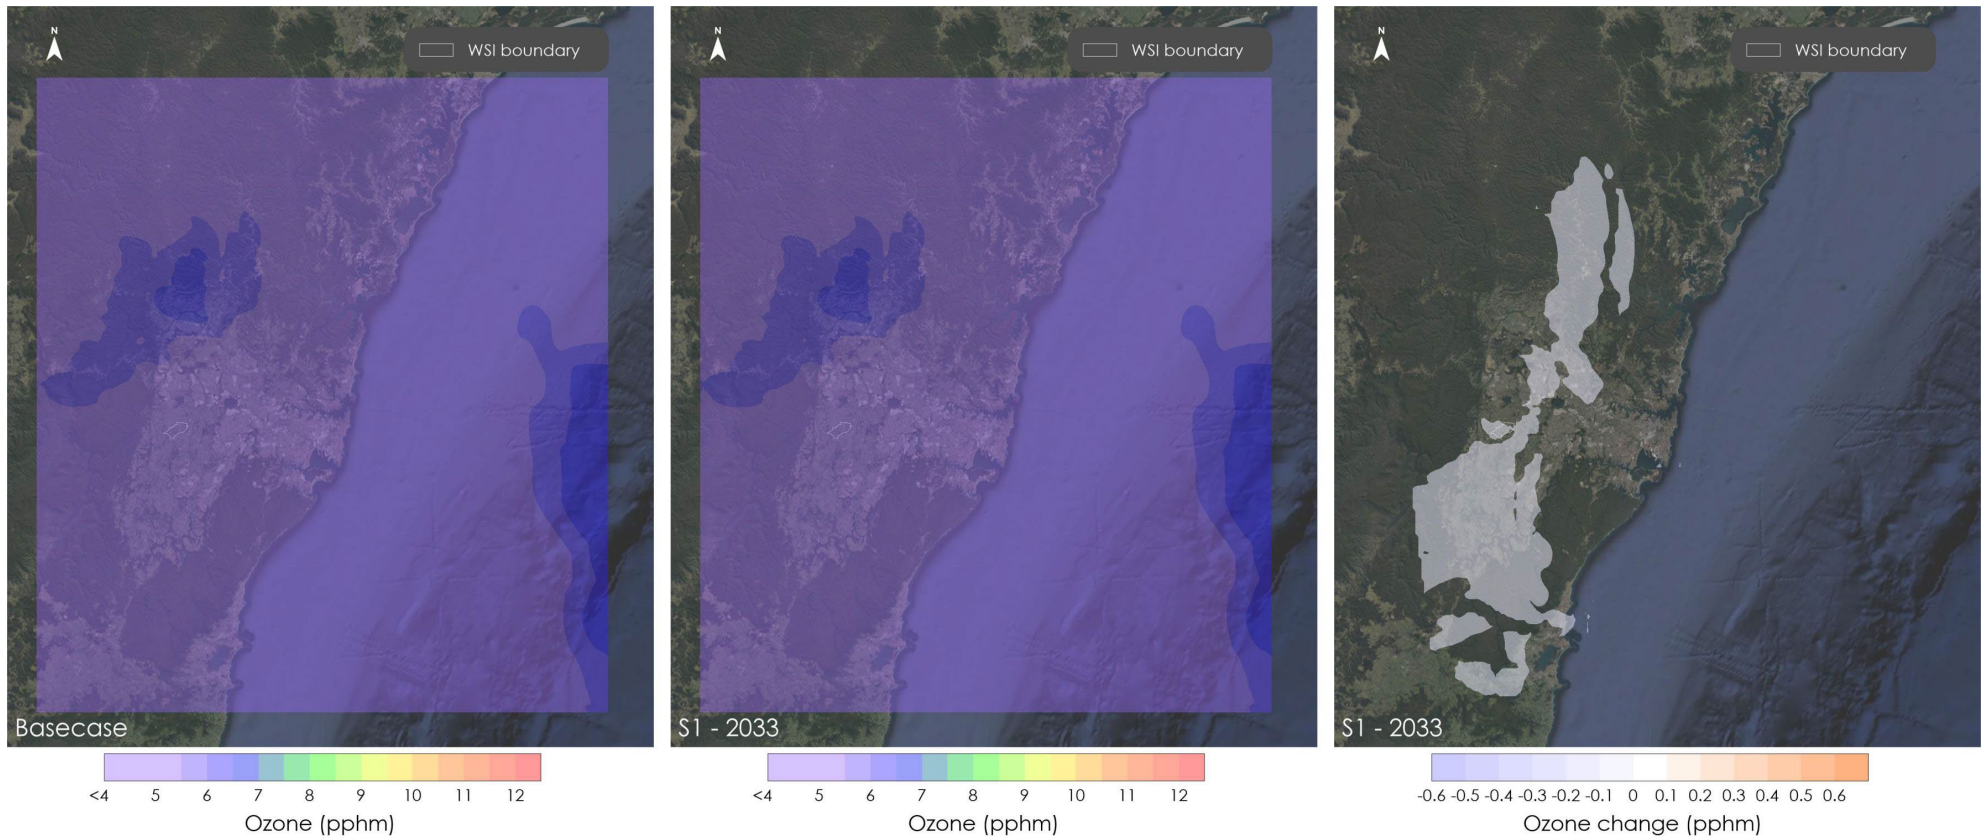 N
WSI boundary
N
WSI boundary
N
WSI boundary
Basecase
S1 - 2033
S1 - 2033
<4 5 6 7 8 9 10 11 12
Ozone (pphm)
<4 5 6 7 8 9 10 11 12
Ozone (pphm)
-0.6 -0.5 -0.4 -0.3 -0.2 -0.1 0 0.1 0.2 0.3 0.4 0.5 0.6
Ozone change (pphm)